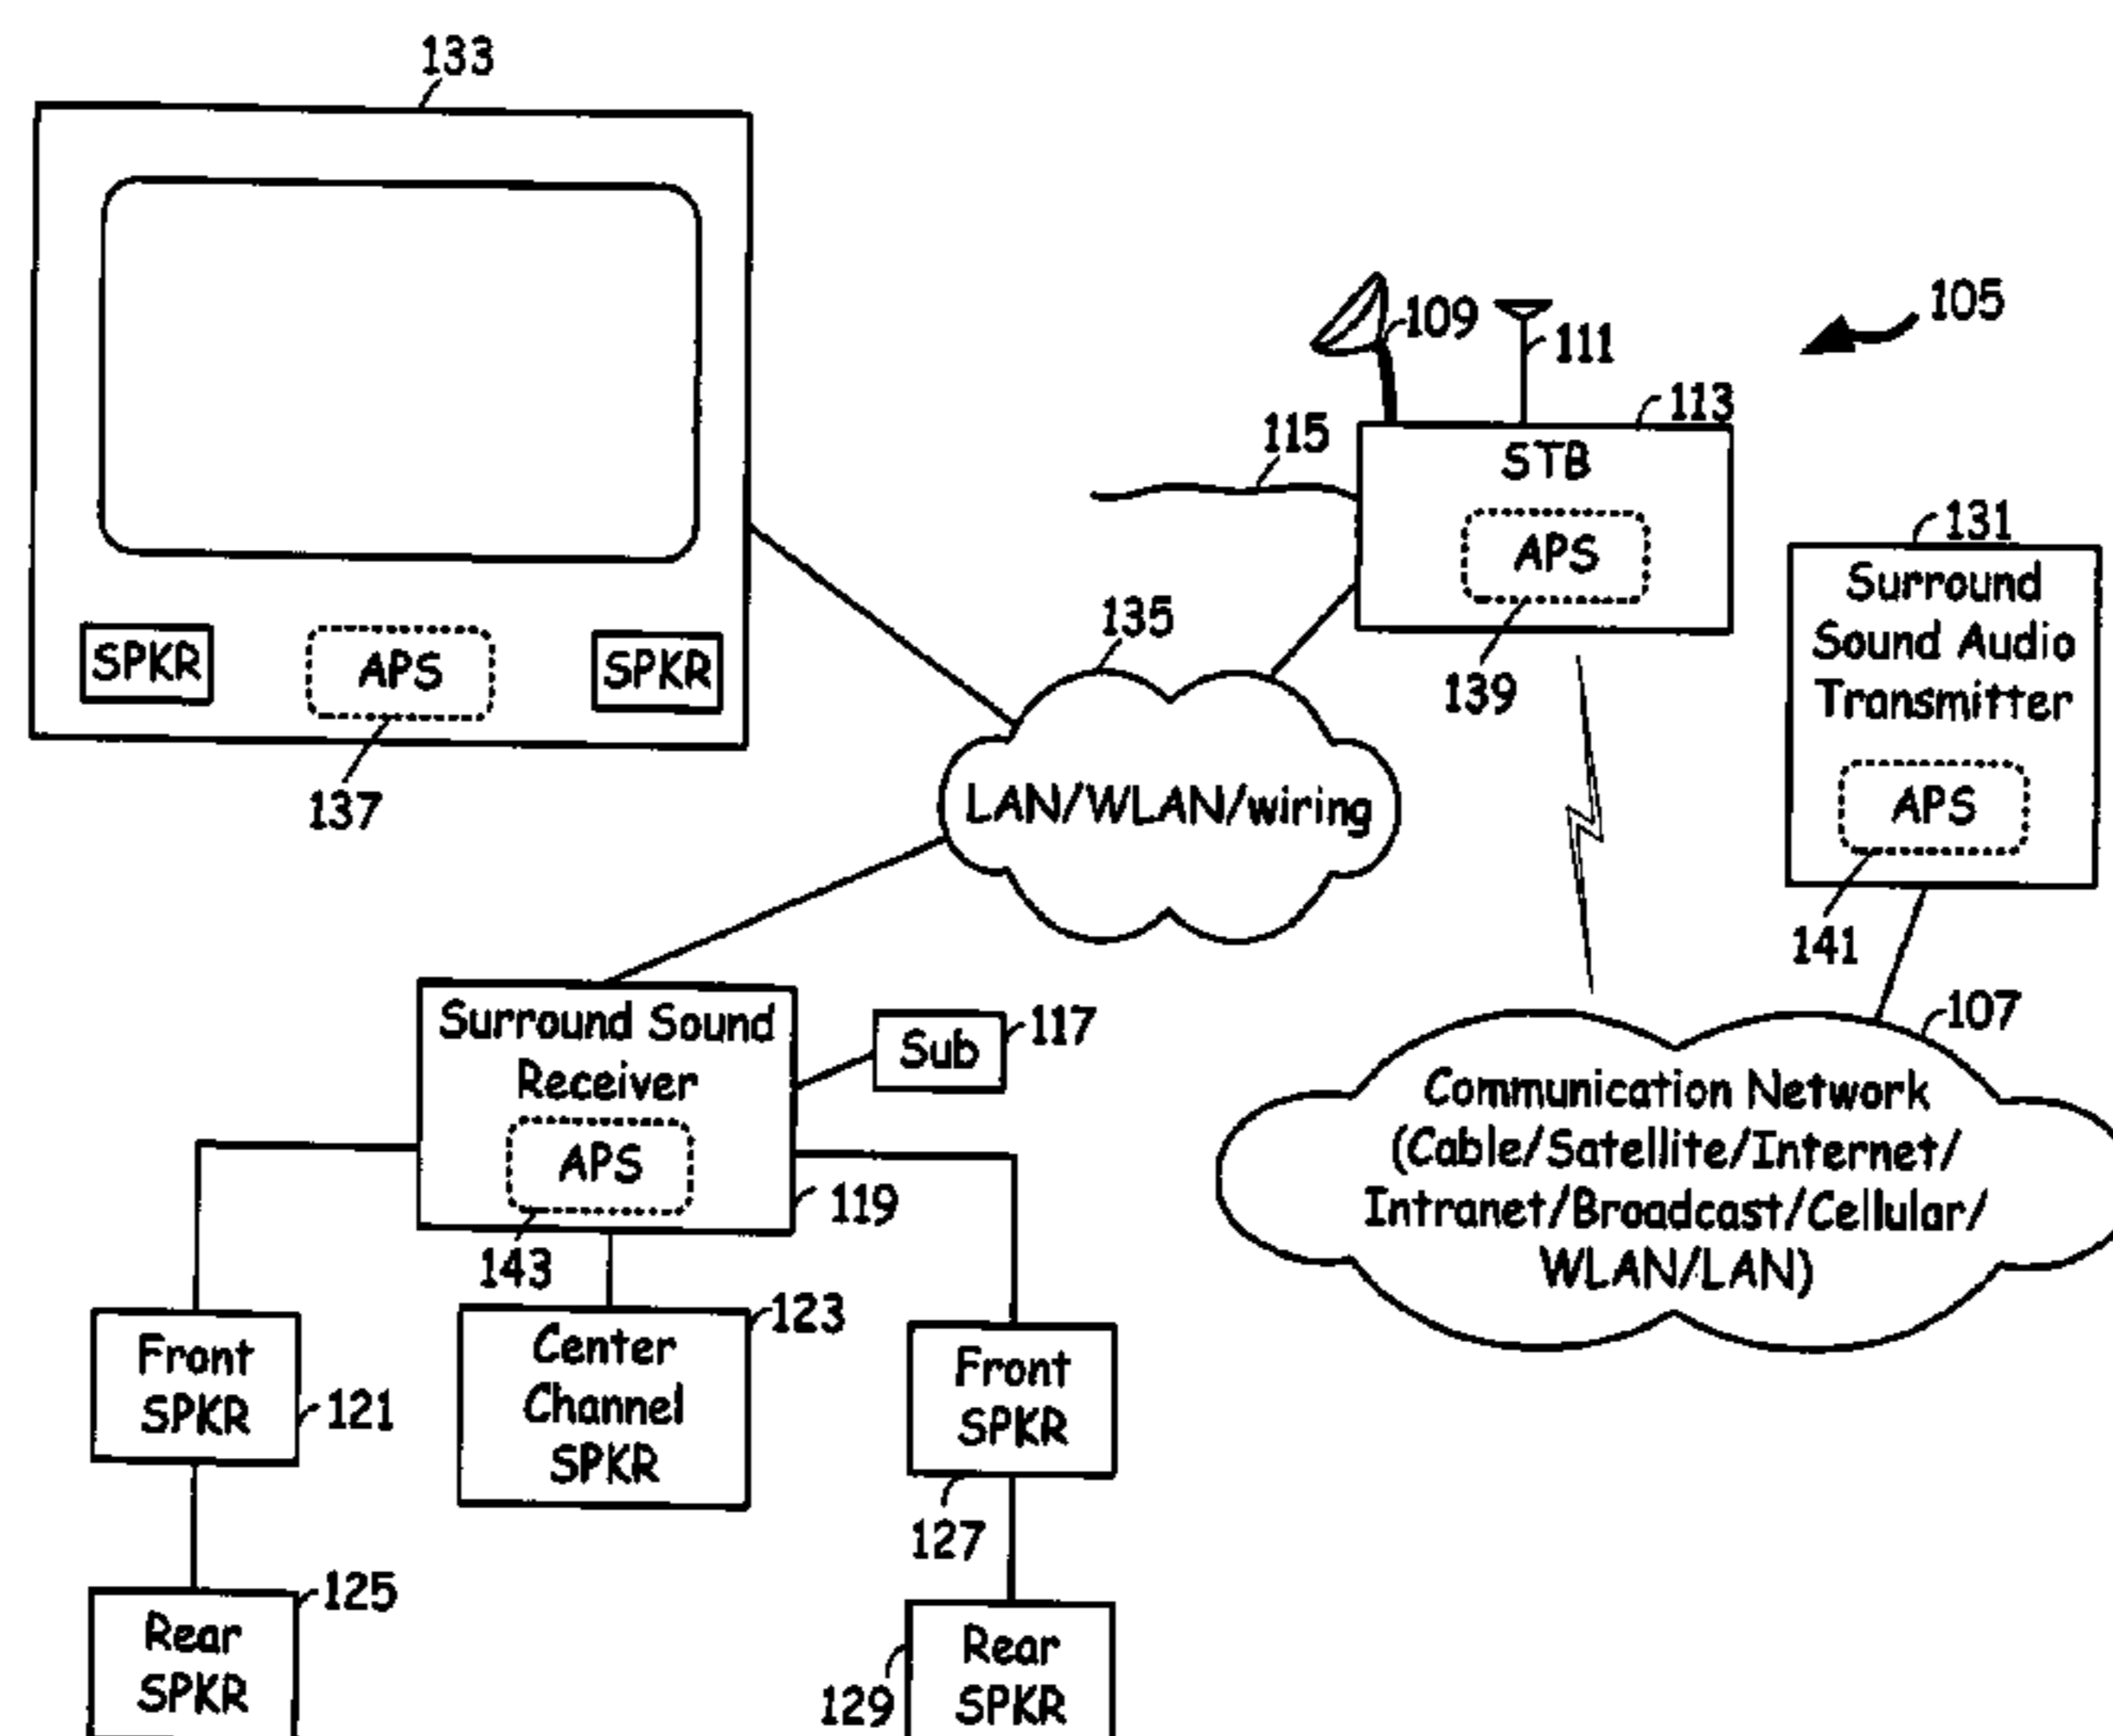 133
109
111
105
113
115
STB
APS
139
131
Surround
Sound Audio
Transmitter
APS
141
SPKR
APS
SPKR
137
135
LAN/WLAN/wiring
Surround Sound
Receiver
APS
143
119
Sub
117
107
Communication Network
(Cable/Satellite/Internet/
Intranet/Broadcast/Cellular/
WLAN/LAN)
Front
SPKR
121
Center
Channel
SPKR
123
Front
SPKR
127
Rear
SPKR
125
Rear
SPKR
129